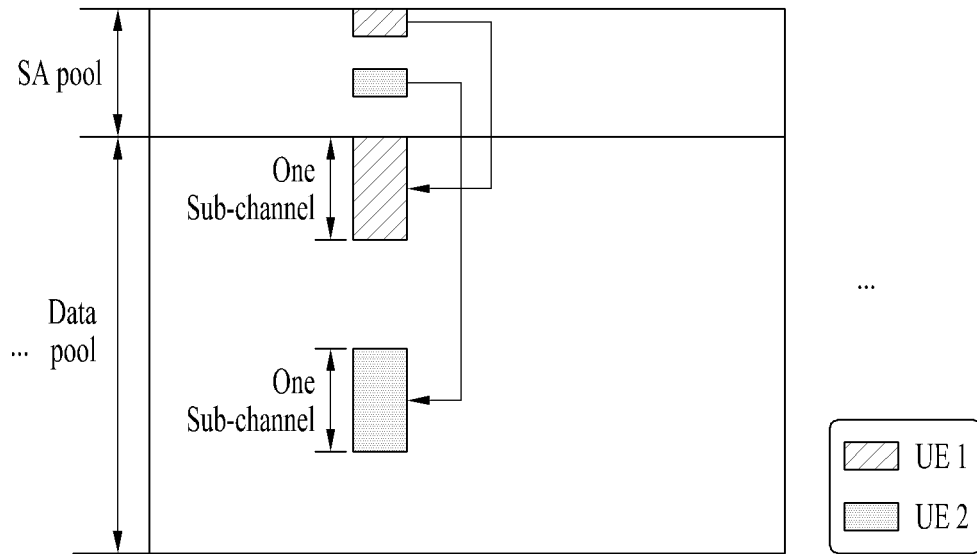 SA pool
One
Sub-channel
Data
pool
...
...
One
Sub-channel
UE 1
UE 2